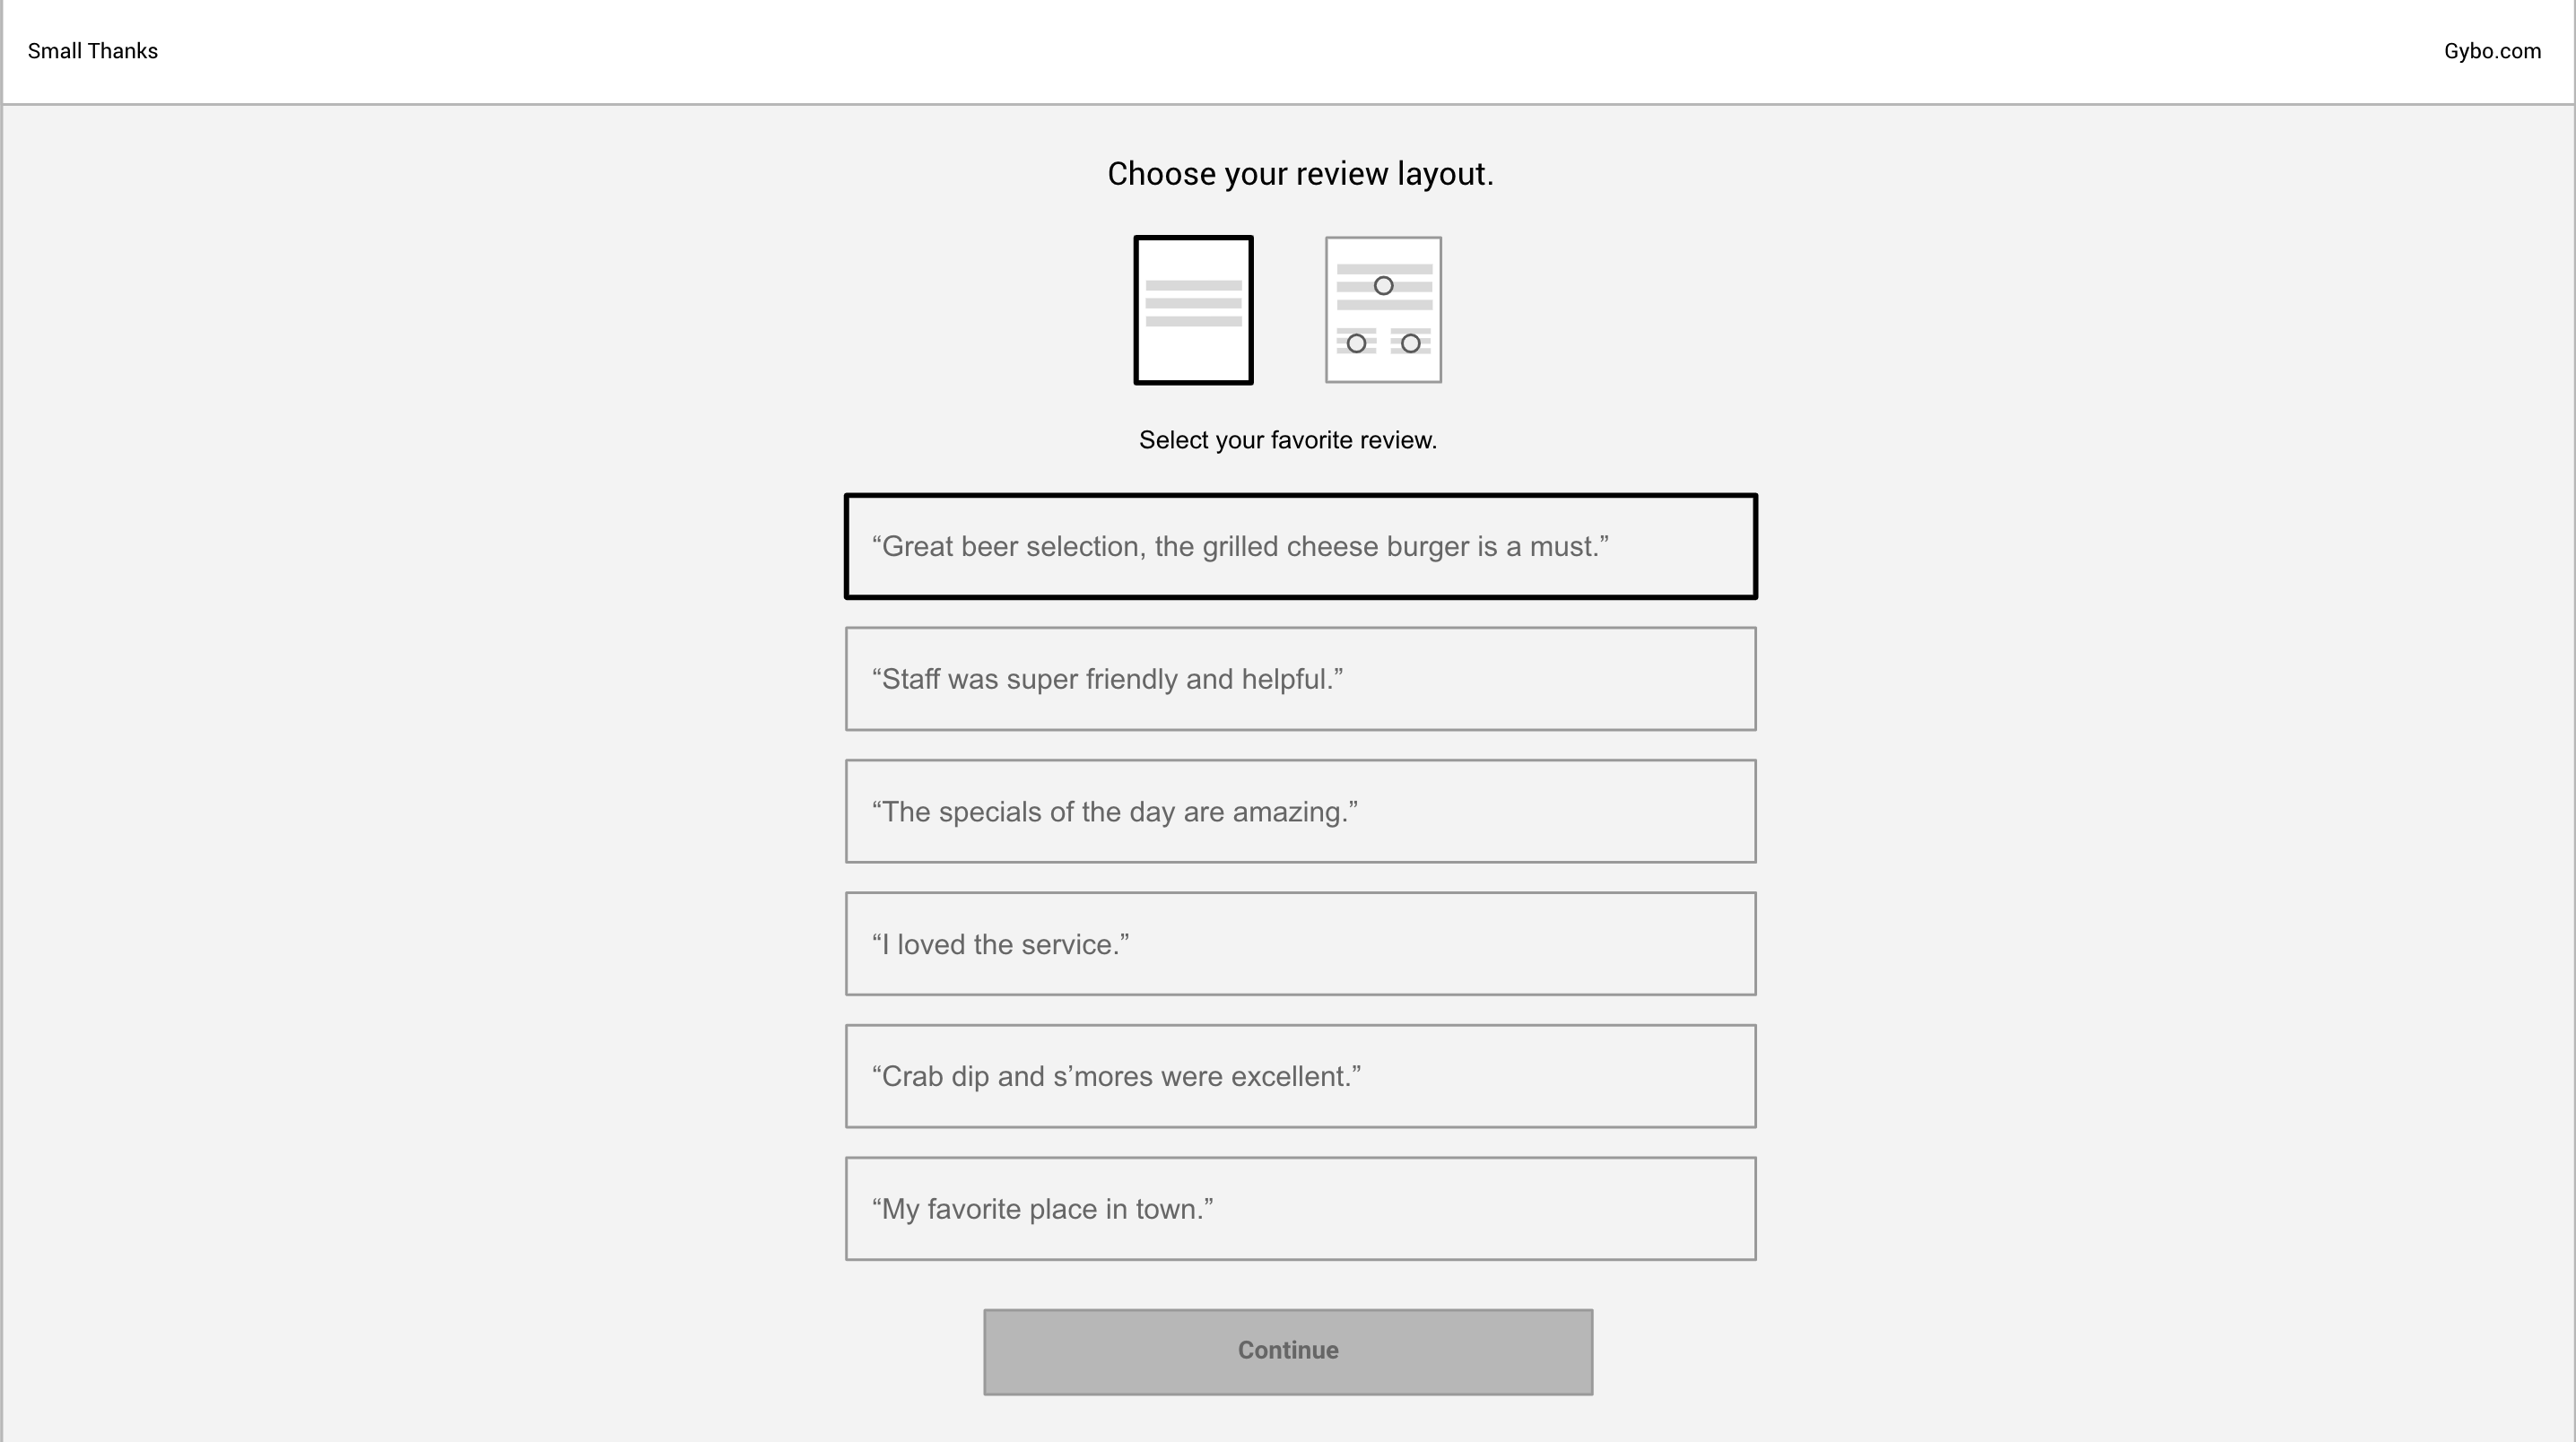 Small Thanks
Gybo.com
Choose your review layout.
Select your favorite review.
“Great beer selection, the grilled cheese burger is a must.”
“Staff was super friendly and helpful.”
“The specials of the day are amazing.”
“I loved the service.”
“Crab dip and s’mores were excellent.”
“My favorite place in town.”
Continue